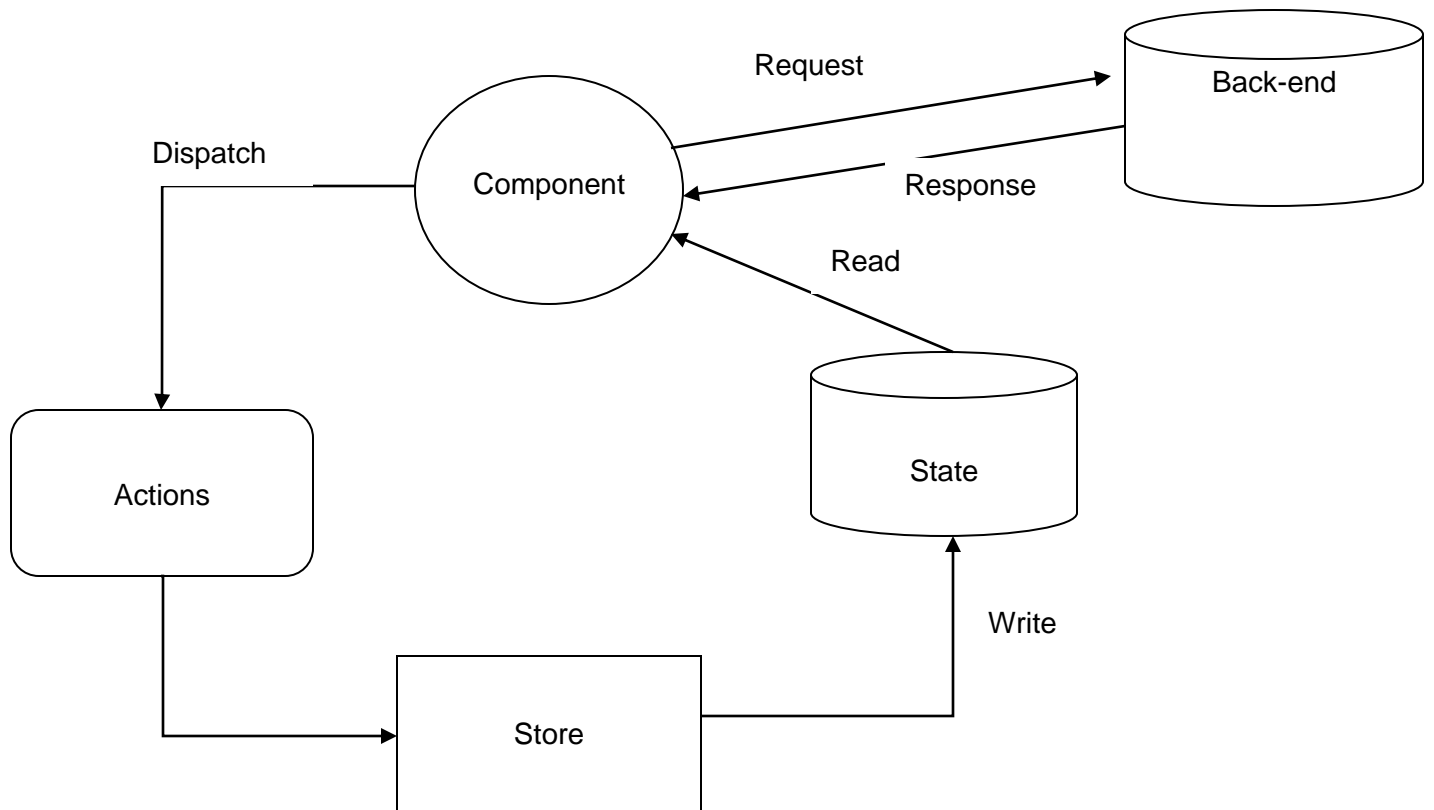 Request
Back-end
Dispatch
Component
Response
Read
State
Actions
Write
Store